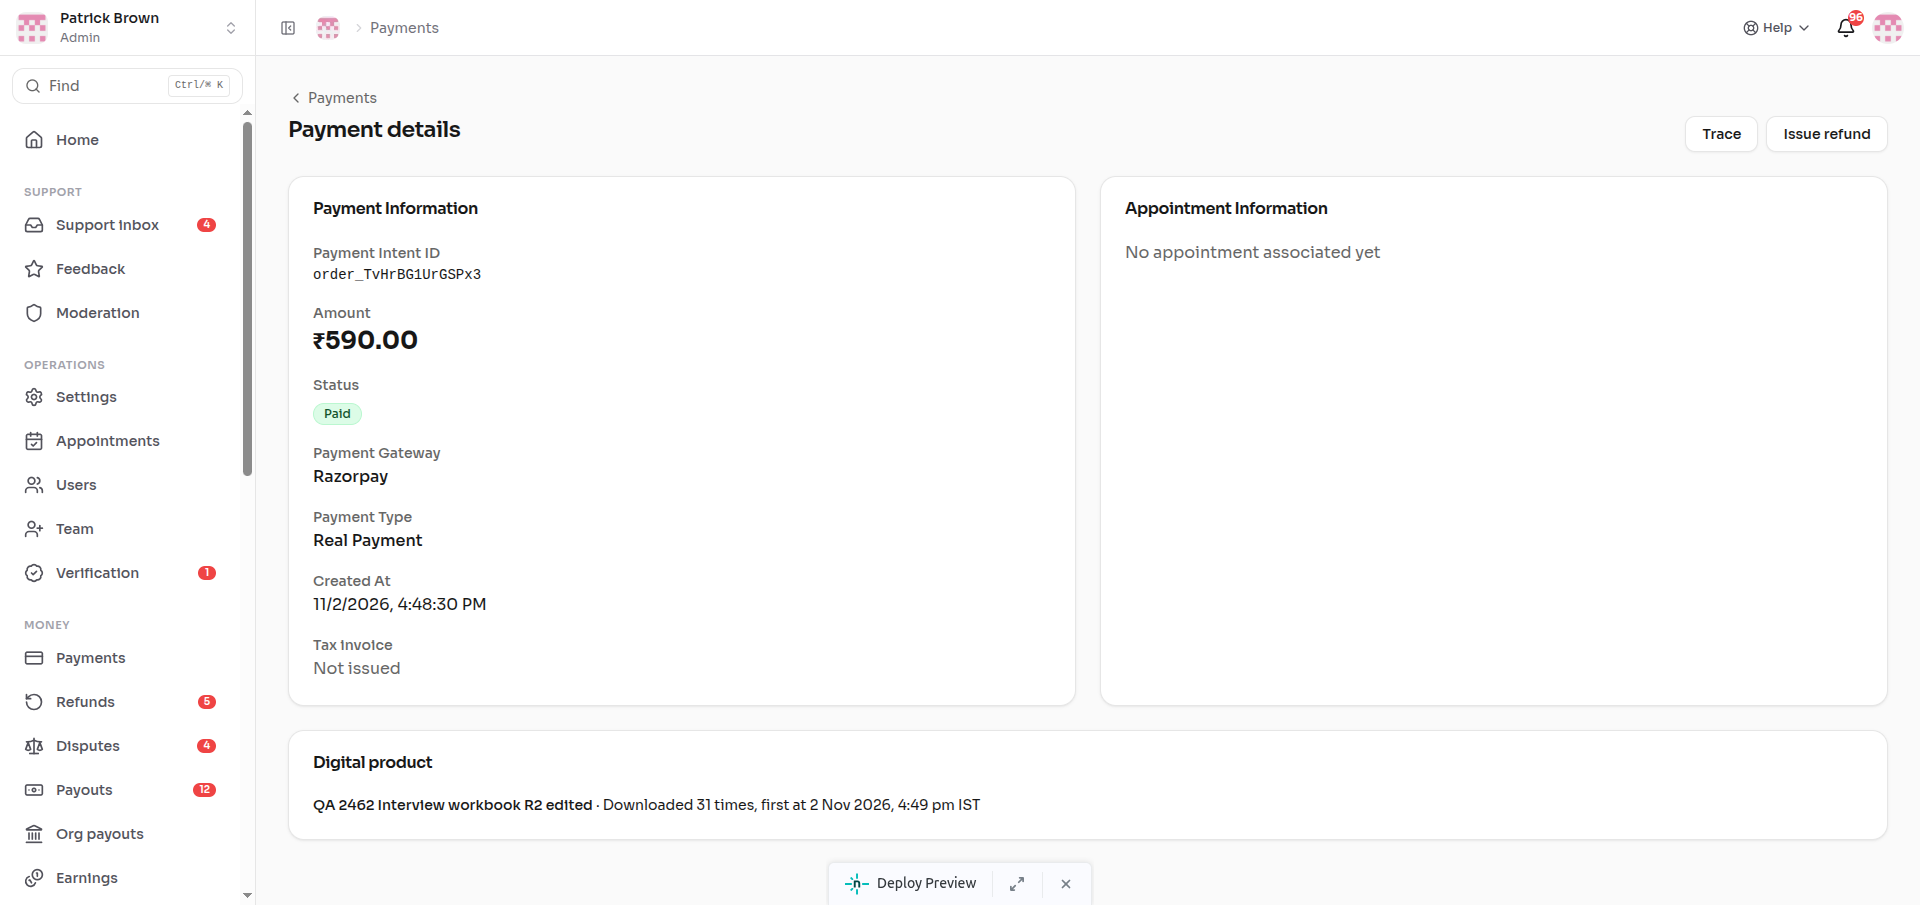 Patrick Brown
Admin
Find
Ctrl/⌘ K
Home
SUPPORT
Support inbox
4
Feedback
Moderation
OPERATIONS
Settings
Appointments
Users
Team
Verification
1
MONEY
Payments
Refunds
5
Disputes
4
Payouts
12
Org payouts
Earnings
Payments
Help
96
Payments
Payment details
Trace
Issue refund
Payment Information
Payment Intent ID
order_TvHrBG1UrGSPx3
Amount
₹590.00
Status
Paid
Payment Gateway
Razorpay
Payment Type
Real Payment
Created At
11/2/2026, 4:48:30 PM
Tax invoice
Not issued
Appointment Information
No appointment associated yet
Digital product
QA 2462 Interview workbook R2 edited · Downloaded 31 times, first at 2 Nov 2026, 4:49 pm IST
Deploy Preview